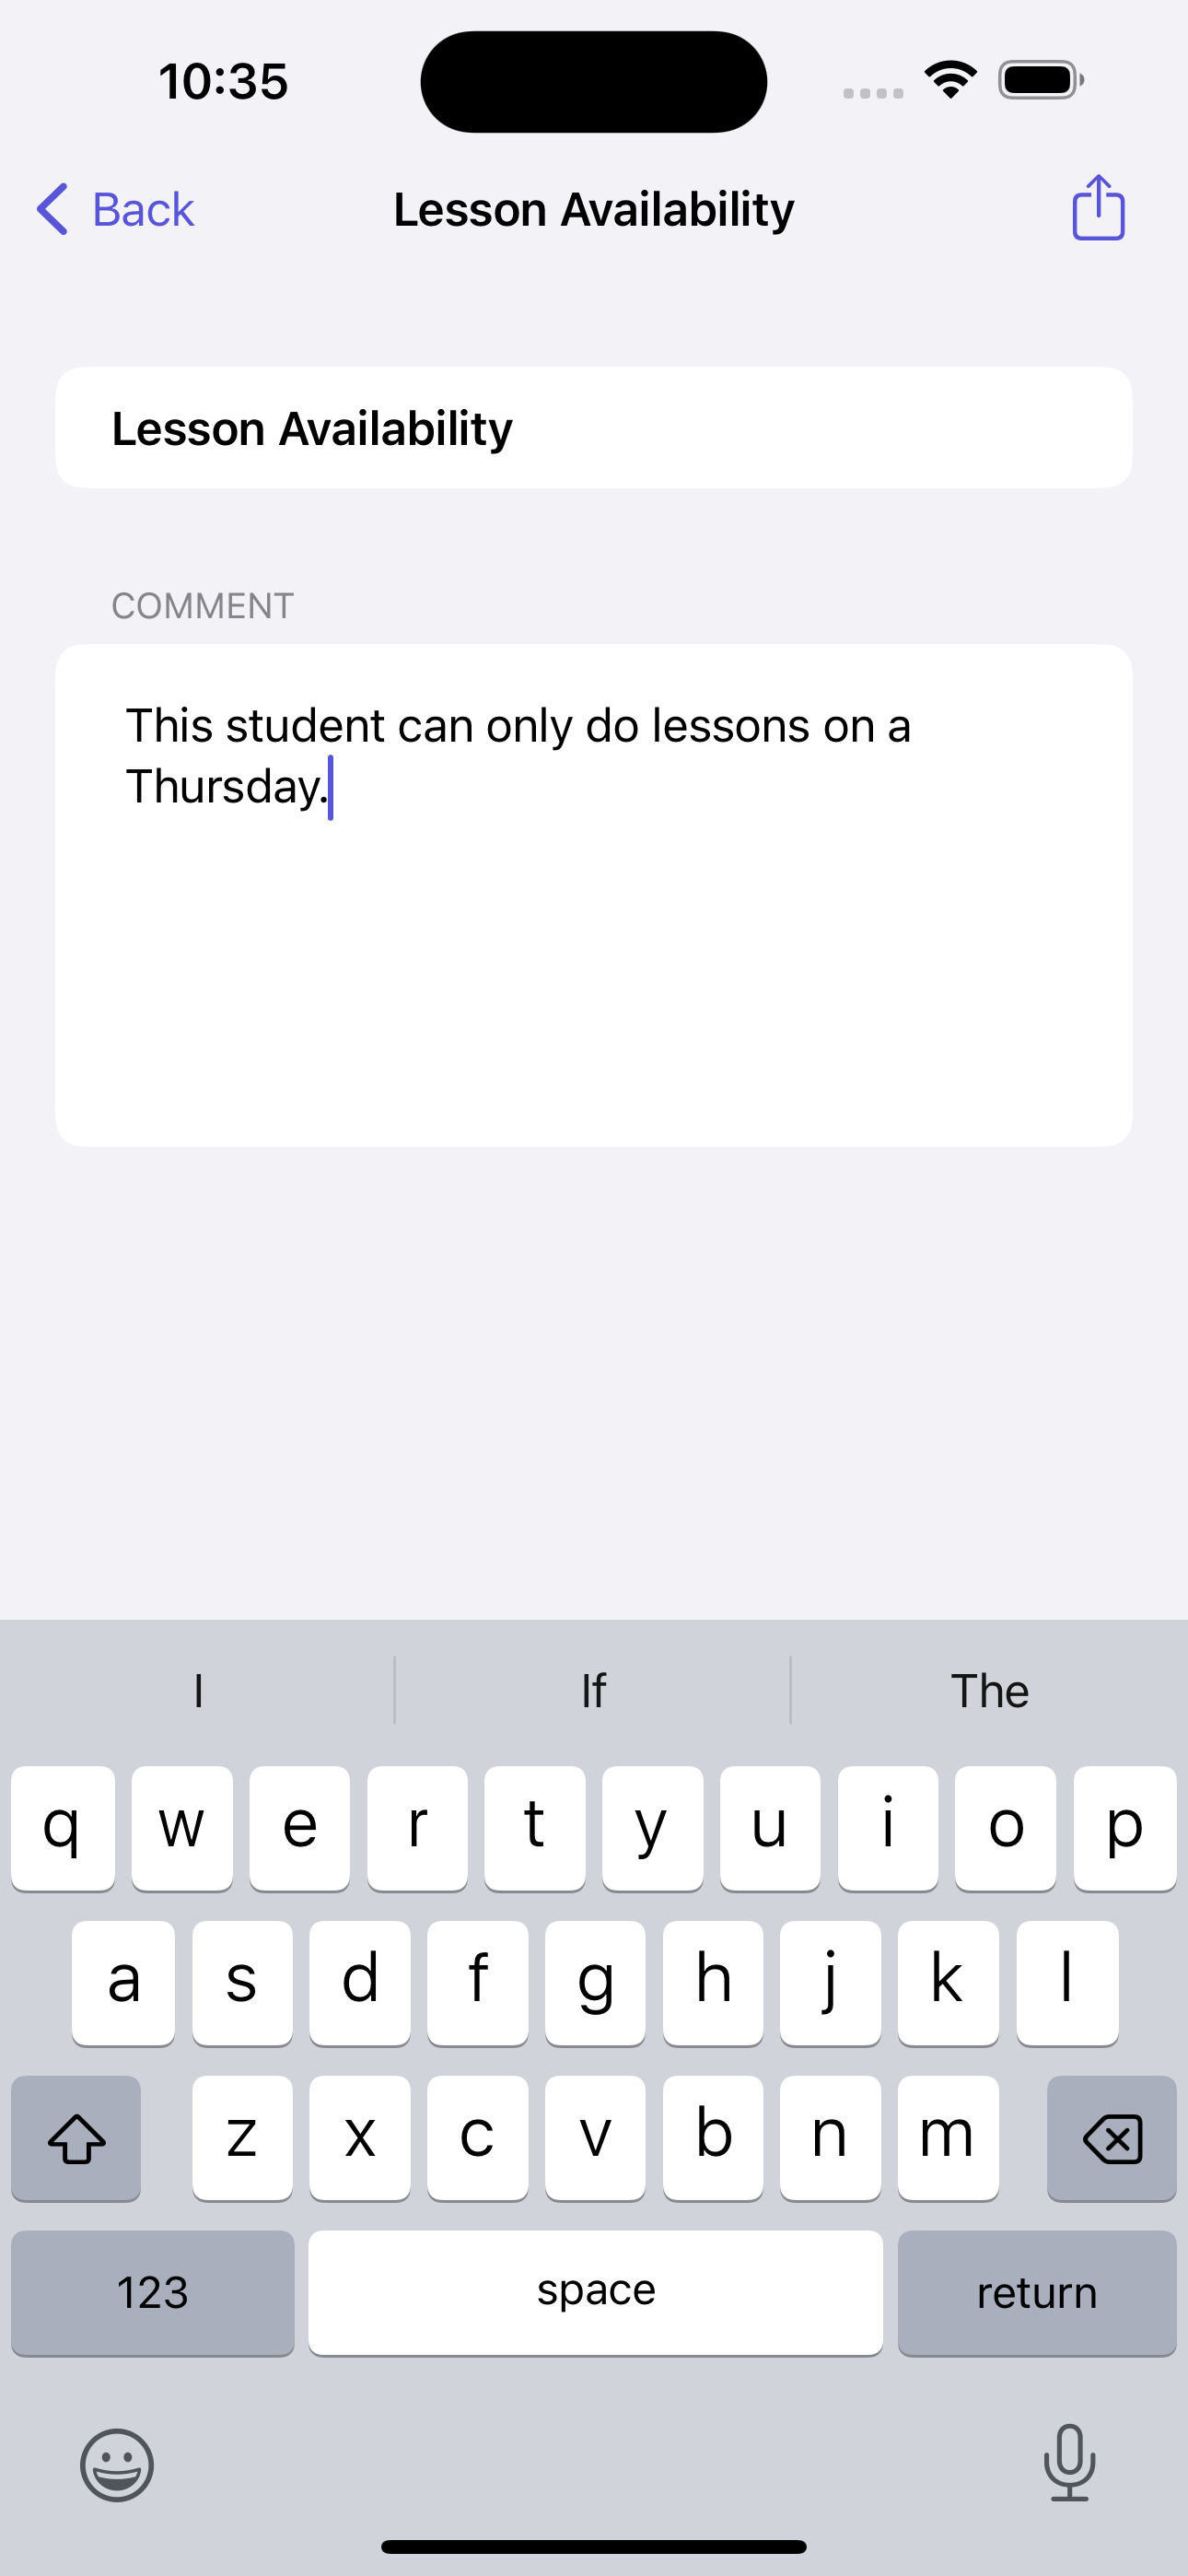 10:35
Back
Lesson Availability
Lesson Availability
COMMENT
This student can only do lessons on a
Thursday.
I
If
The
q w e r t y u i o p
a s d f g h j k l
z x c v b n m
123
space
return